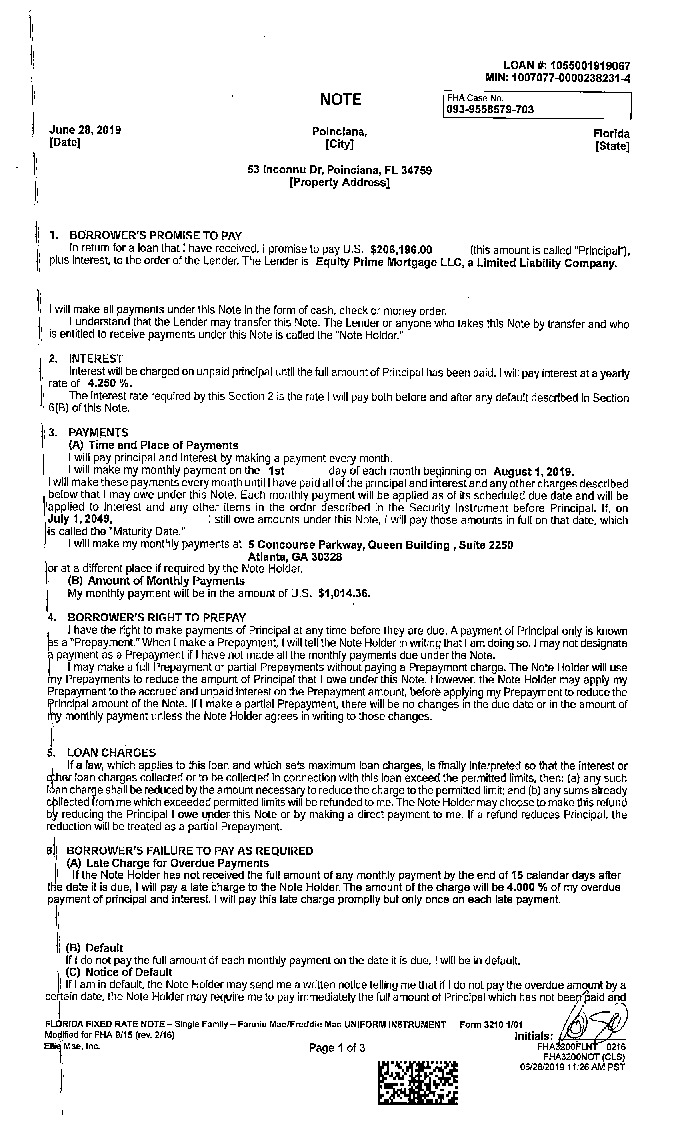 LOAN #: 1055001919067
MIN: 1007077-0000238231-4
NOTE
FHA Case No.
093-9558579-703
June 28, 2019 Poinciana, Florida
[Date] [City] [State]
53 Inconnu Dr, Poinciana, FL 34759
[Property Address]
1. BORROWER'S PROMISE TO PAY
In return for a loan that I have received, I promise to pay U.S. $206,196.00 (this amount is called "Principal"),
plus interest, to the order of the Lender. The Lender is Equity Prime Mortgage LLC, a Limited Liability Company.
I will make all payments under this Note in the form of cash, check or money order.
I understand that the Lender may transfer this Note. The Lender or anyone who takes this Note by transfer and who
is entitled to receive payments under this Note is called the "Note Holder."
2. INTEREST
Interest will be charged on unpaid principal until the full amount of Principal has been paid. I will pay interest at a yearly
rate of 4.250 %.
The interest rate required by this Section 2 is the rate I will pay both before and after any default described in Section
6(B) of this Note.
3. PAYMENTS
(A) Time and Place of Payments
I will pay principal and interest by making a payment every month.
I will make my monthly payment on the 1st day of each month beginning on August 1, 2019.
I will make these payments every month until I have paid all of the principal and interest and any other charges described
below that I may owe under this Note. Each monthly payment will be applied as of its scheduled due date and will be
applied to interest and any other items in the order described in the Security Instrument before Principal. If, on
July 1, 2049, I still owe amounts under this Note, I will pay those amounts in full on that date, which
is called the "Maturity Date."
I will make my monthly payments at 5 Concourse Parkway, Queen Building , Suite 2250
Atlanta, GA 30328
or at a different place if required by the Note Holder.
(B) Amount of Monthly Payments
My monthly payment will be in the amount of U.S. $1,014.36.
4. BORROWER'S RIGHT TO PREPAY
I have the right to make payments of Principal at any time before they are due. A payment of Principal only is known
as a "Prepayment." When I make a Prepayment, I will tell the Note Holder in writing that I am doing so. I may not designate
a payment as a Prepayment if I have not made all the monthly payments due under the Note.
I may make a full Prepayment or partial Prepayments without paying a Prepayment charge. The Note Holder will use
my Prepayments to reduce the amount of Principal that I owe under this Note. However, the Note Holder may apply my
Prepayment to the accrued and unpaid interest on the Prepayment amount, before applying my Prepayment to reduce the
Principal amount of the Note. If I make a partial Prepayment, there will be no changes in the due date or in the amount of
my monthly payment unless the Note Holder agrees in writing to those changes.
5. LOAN CHARGES
If a law, which applies to this loan and which sets maximum loan charges, is finally interpreted so that the interest or
other loan charges collected or to be collected in connection with this loan exceed the permitted limits, then: (a) any such
loan charge shall be reduced by the amount necessary to reduce the charge to the permitted limit; and (b) any sums already
collected from me which exceeded permitted limits will be refunded to me. The Note Holder may choose to make this refund
by reducing the Principal I owe under this Note or by making a direct payment to me. If a refund reduces Principal, the
reduction will be treated as a partial Prepayment.
6. BORROWER'S FAILURE TO PAY AS REQUIRED
(A) Late Charge for Overdue Payments
If the Note Holder has not received the full amount of any monthly payment by the end of 15 calendar days after
the date it is due, I will pay a late charge to the Note Holder. The amount of the charge will be 4.000 % of my overdue
payment of principal and interest. I will pay this late charge promptly but only once on each late payment.
(B) Default
If I do not pay the full amount of each monthly payment on the date it is due, I will be in default.
(C) Notice of Default
If I am in default, the Note Holder may send me a written notice telling me that if I do not pay the overdue amount by a
certain date, the Note Holder may require me to pay immediately the full amount of Principal which has not been paid and
FLORIDA FIXED RATE NOTE – Single Family – Fannie Mae/Freddie Mac UNIFORM INSTRUMENT Form 3210 1/01
Modified for FHA 9/15 (rev. 2/16) Initials:
Ellie Mae, Inc. Page 1 of 3 FHA3200FLNT 0216
FHA3200NOT (CLS)
06/28/2019 11:26 AM PST